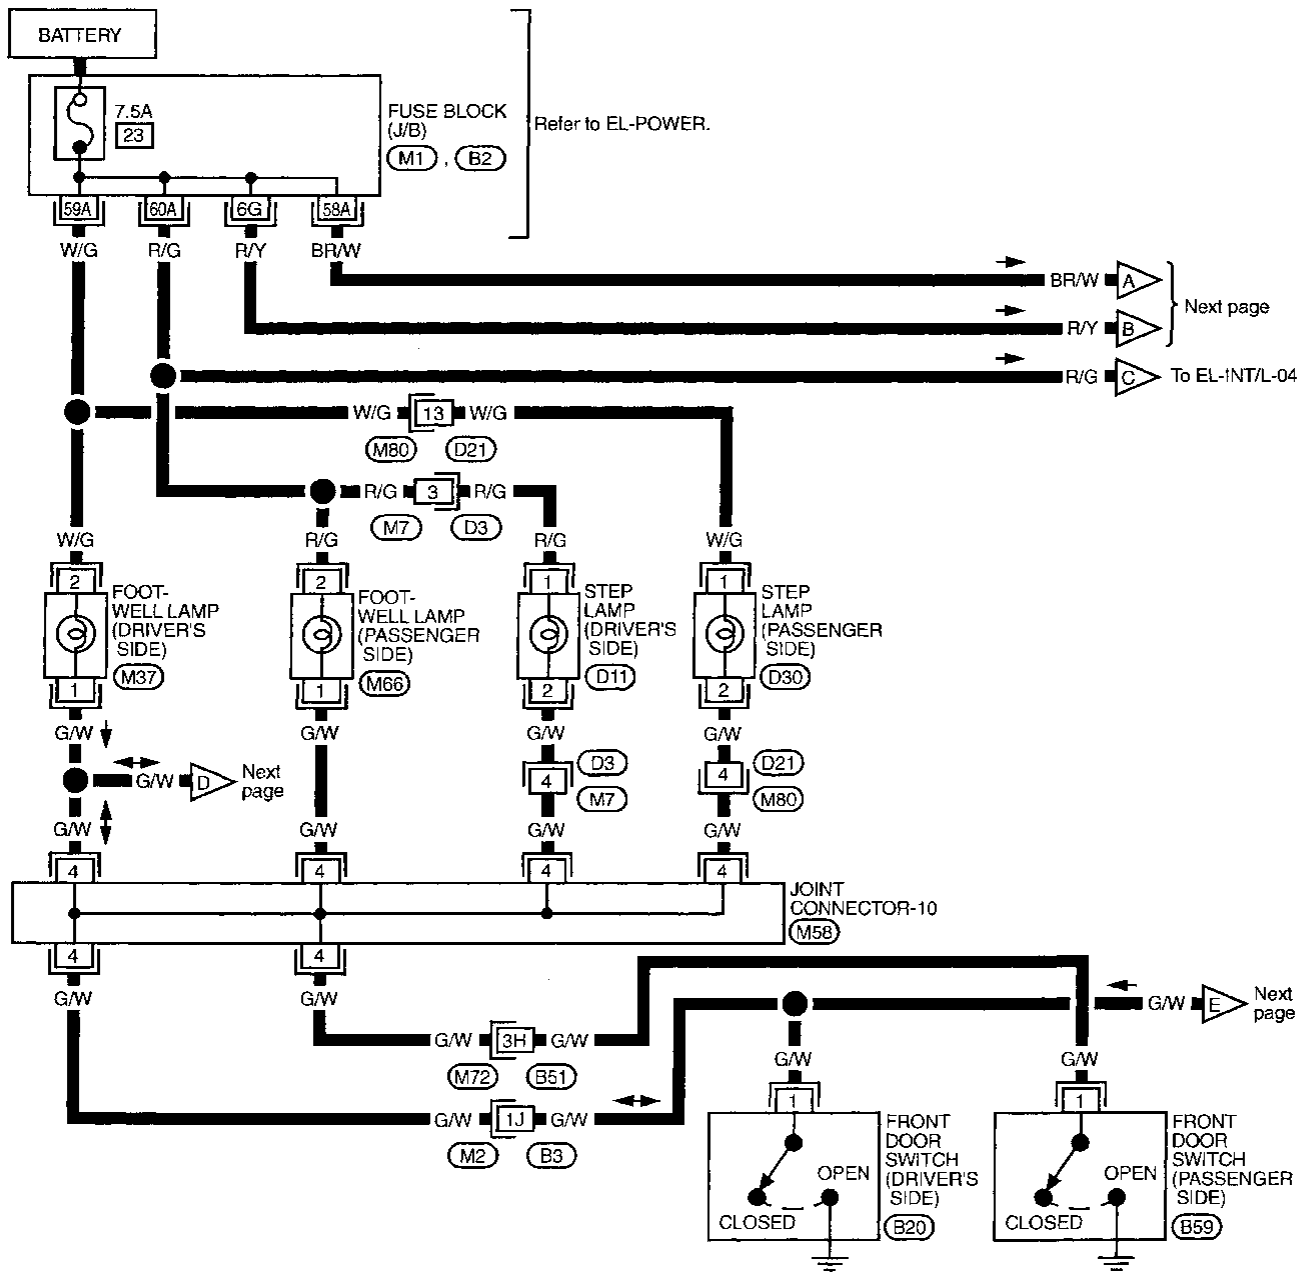 BATTERY
7.5A
23
FUSE BLOCK
(J/B)
M1 , B2
Refer to EL-POWER.
59A 60A 6G 58A
W/G R/G R/Y BR/W
BR/W A
Next page
R/Y B
R/G C To EL-INT/L-04
W/G 13 W/G
M80 D21
R/G 3 R/G
M7 D3
W/G R/G R/G W/G
2 2 1 1
FOOT-
WELL LAMP
(DRIVER'S
SIDE)
M37
FOOT-
WELL LAMP
(PASSENGER
SIDE)
M66
STEP
LAMP
(DRIVER'S
SIDE)
D11
STEP
LAMP
(PASSENGER
SIDE)
D30
1 1 2 2
G/W G/W G/W G/W
G/W D Next
page
D3
4
M7
D21
4
M80
G/W G/W G/W G/W
4 4 4 4
JOINT
CONNECTOR-10
M58
4 4
G/W G/W
G/W E Next
page
G/W 3H G/W
M72 B51
G/W G/W
1 1
G/W 1J G/W
M2 B3
FRONT
DOOR
SWITCH
(DRIVER'S
SIDE)
B20
OPEN
CLOSED
FRONT
DOOR
SWITCH
(PASSENGER
SIDE)
B59
OPEN
CLOSED